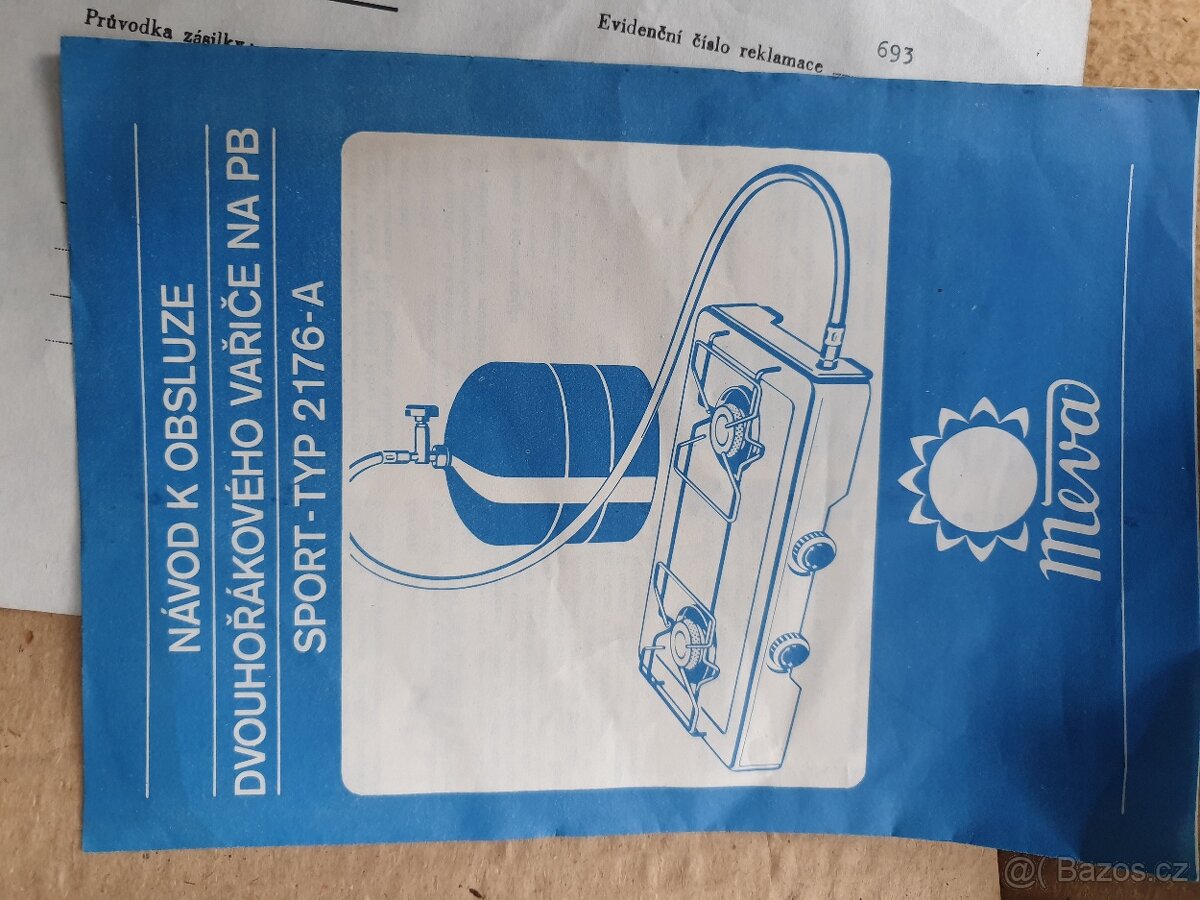 Průvodka zásilky:
Evidenční číslo reklamace
693
NÁVOD K OBSLUZE
DVOUHOŘÁKOVÉHO VAŘIČE NA PB
SPORT-TYP 2176-A
Meva
@( Bazos.cz